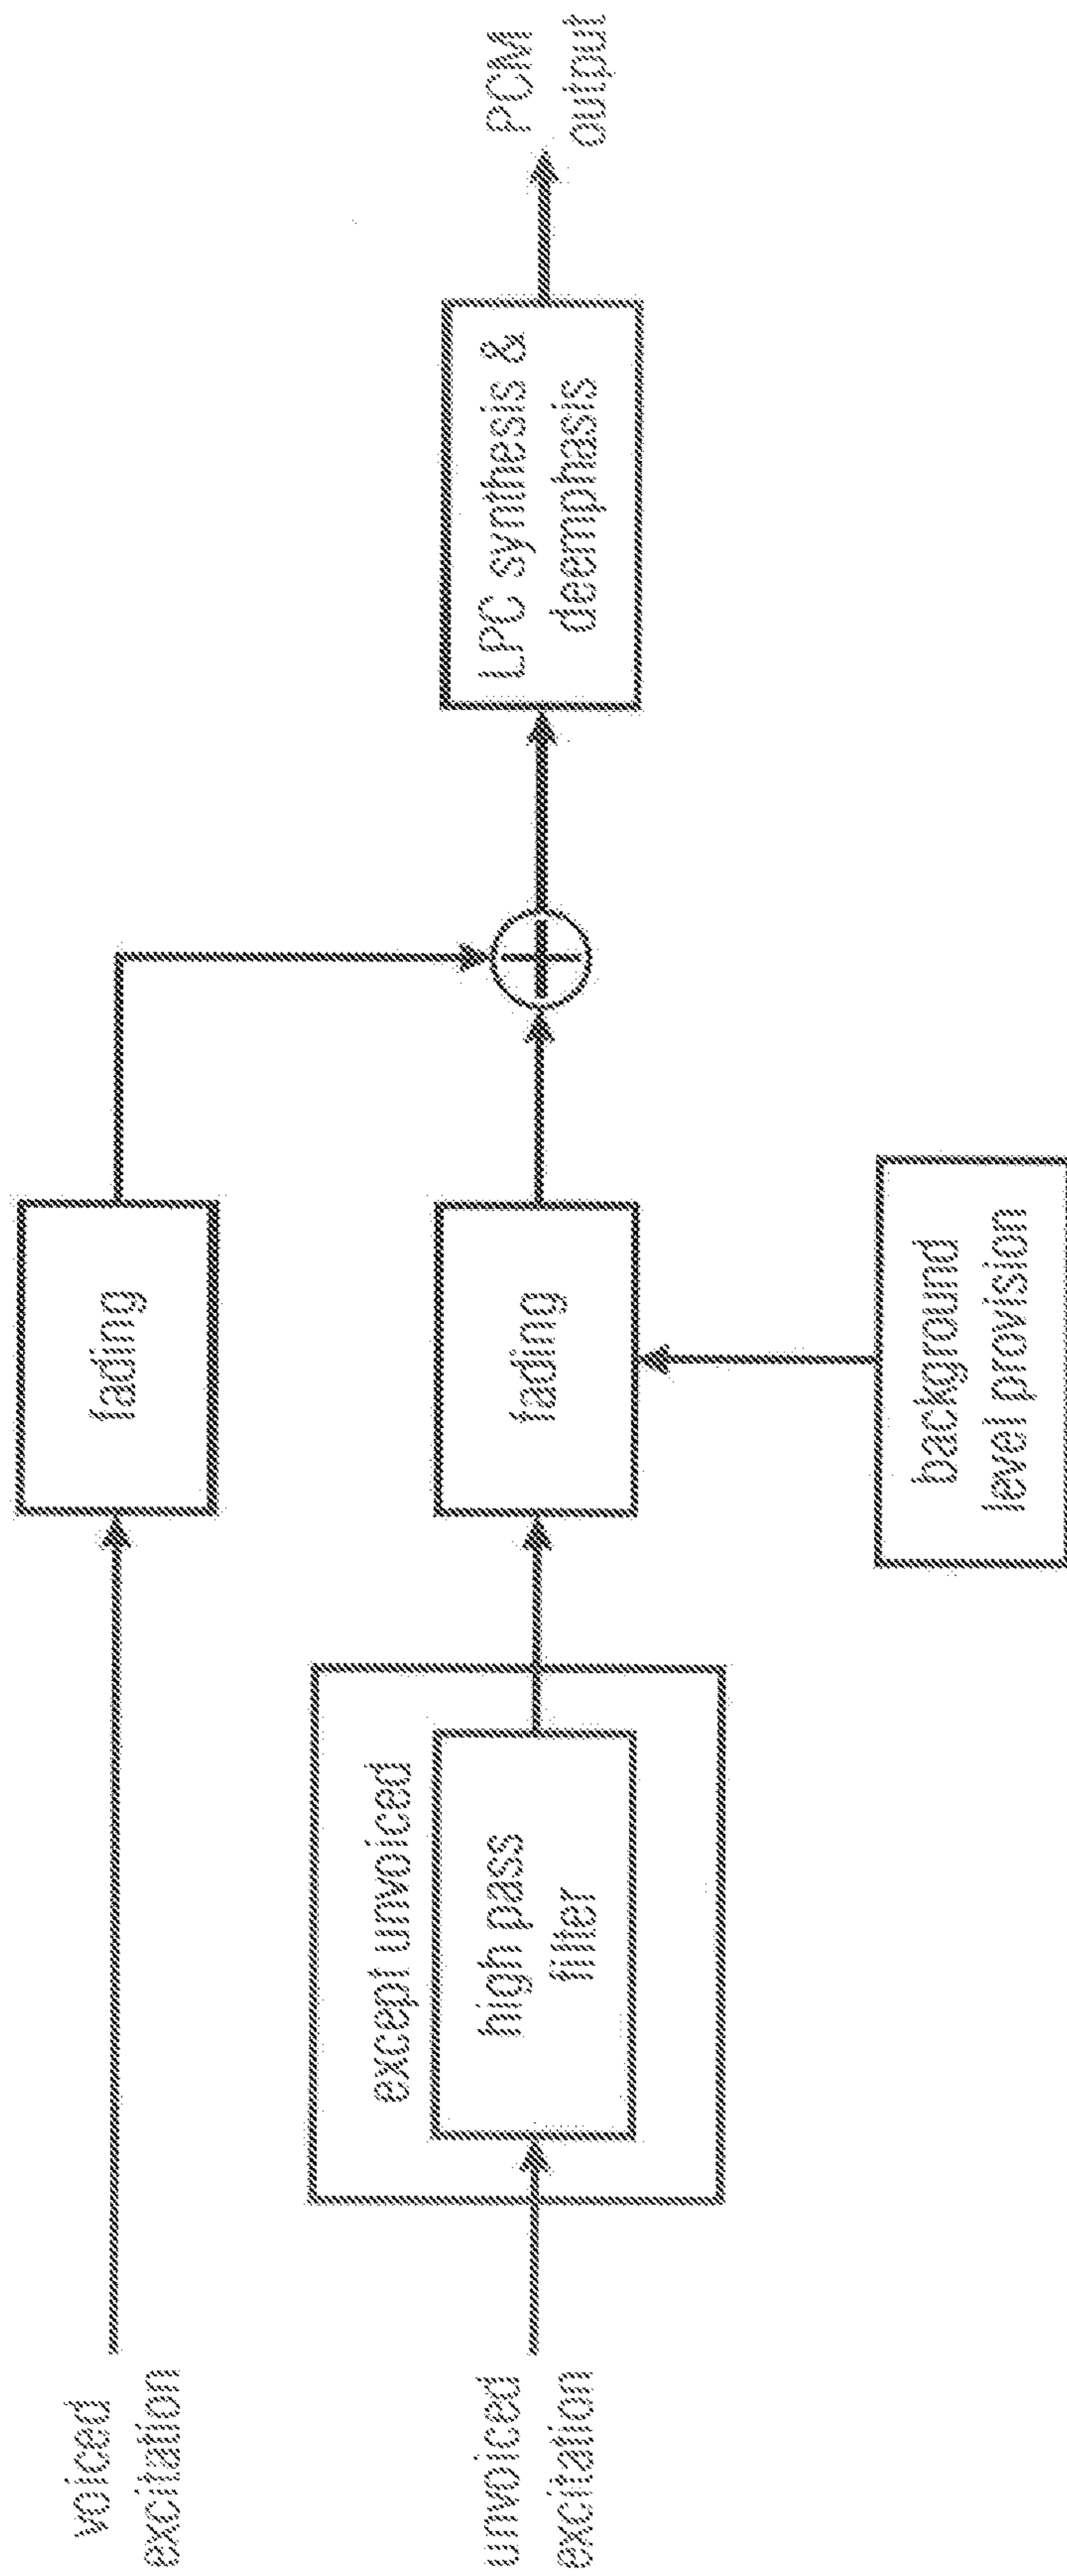 voiced
excitation
fading
unvoiced
excitation
except unvoiced
high pass
filter
fading
background
level provision
LPC synthesis &
deemphasis
PCM
output